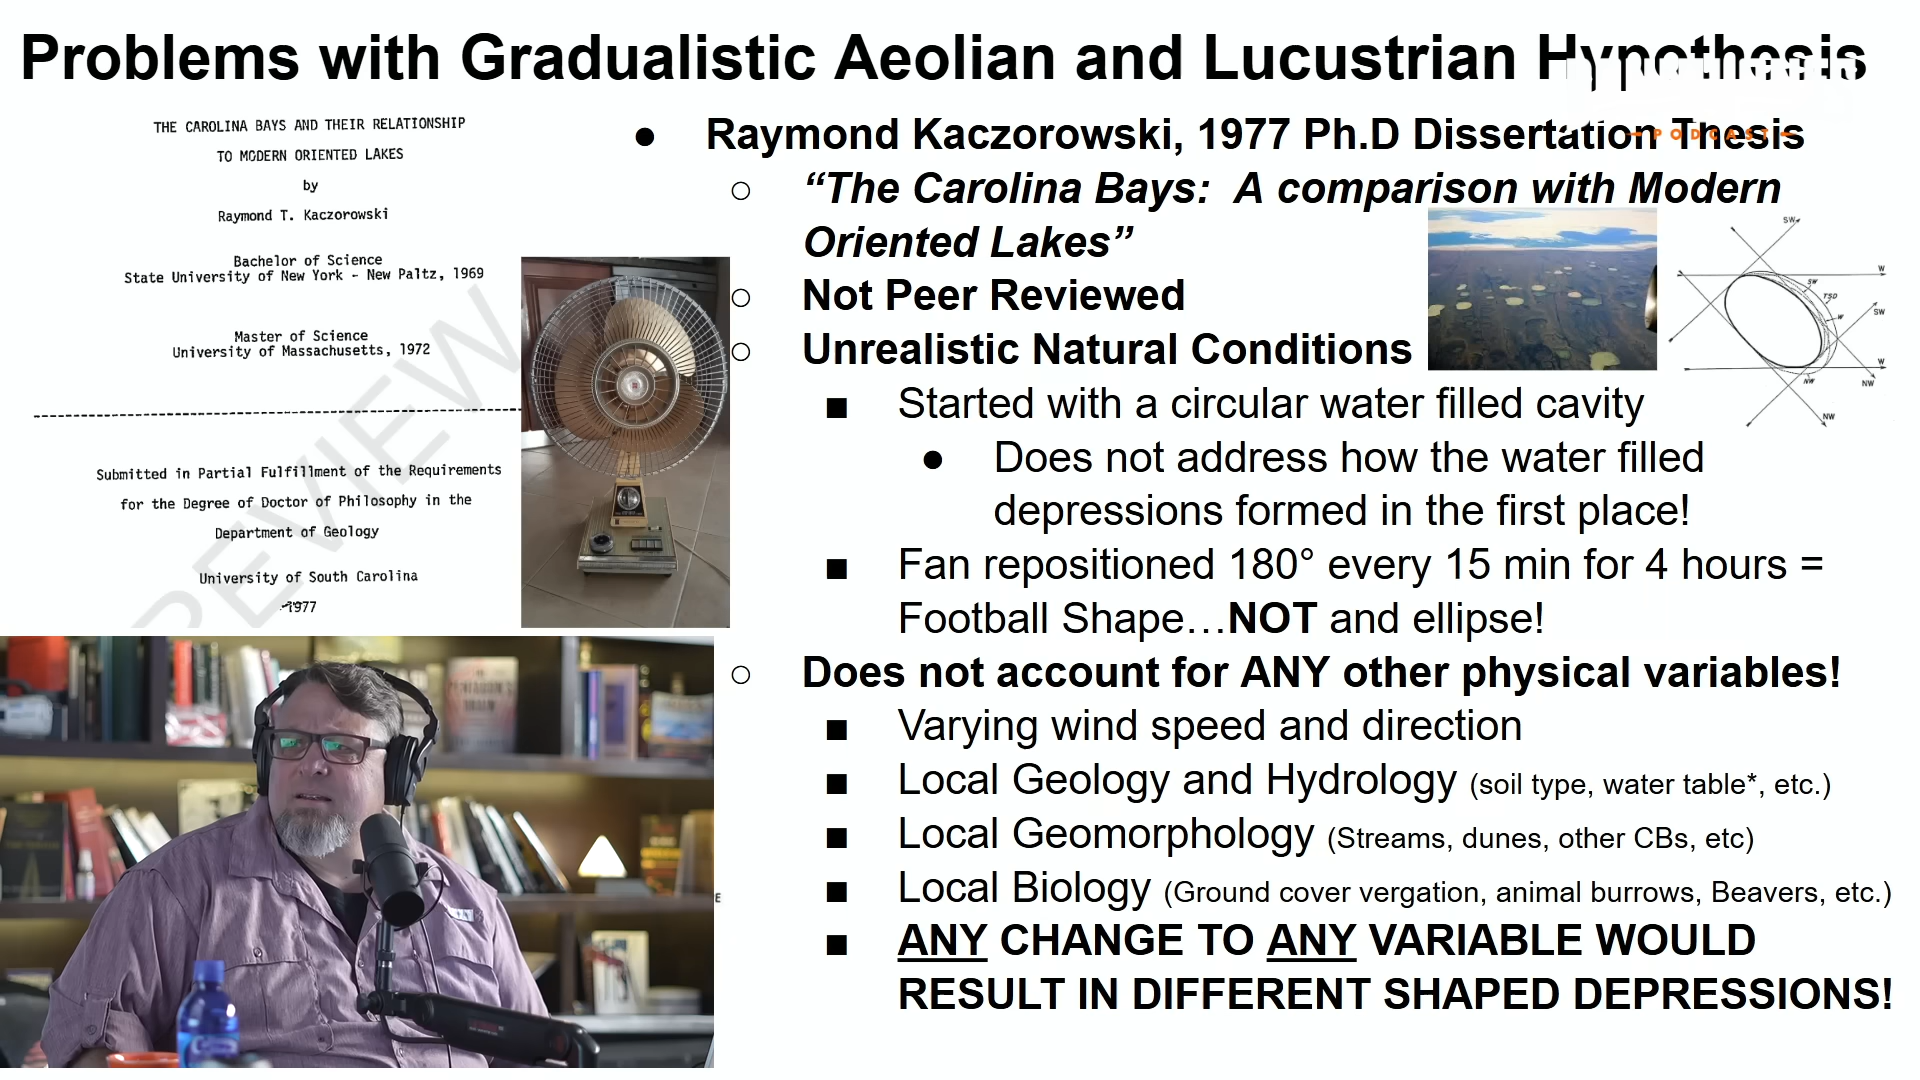 Problems with Gradualistic Aeolian and Lucustrian Hypothesis
THE CAROLINA BAYS AND THEIR RELATIONSHIP
TO MODERN ORIENTED LAKES
by
Raymond T. Kaczorowski
Bachelor of Science
State University of New York - New Paltz, 1969
Master of Science
University of Massachusetts, 1972
Submitted in Partial Fulfillment of the Requirements
for the Degree of Doctor of Philosophy in the
Department of Geology
University of South Carolina
1977
PREVIEW
PODCAST
● Raymond Kaczorowski, 1977 Ph.D Dissertation Thesis
○ “The Carolina Bays: A comparison with Modern
Oriented Lakes”
○ Not Peer Reviewed
○ Unrealistic Natural Conditions
■ Started with a circular water filled cavity
● Does not address how the water filled
depressions formed in the first place!
■ Fan repositioned 180° every 15 min for 4 hours =
Football Shape…NOT and ellipse!
○ Does not account for ANY other physical variables!
■ Varying wind speed and direction
■ Local Geology and Hydrology (soil type, water table*, etc.)
■ Local Geomorphology (Streams, dunes, other CBs, etc)
■ Local Biology (Ground cover vergation, animal burrows, Beavers, etc.)
■ ANY CHANGE TO ANY VARIABLE WOULD
RESULT IN DIFFERENT SHAPED DEPRESSIONS!
SW
W
SW
TSD
W
SW
W
NW
NW
NW
E